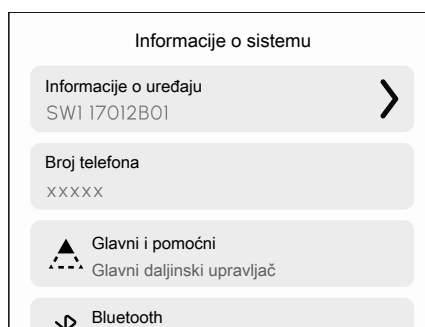 Informacije o sistemu
Informacije o uređaju
SW1 17012B01
Broj telefona
xxxxx
Glavni i pomoćni
Glavni daljinski upravljač
Bluetooth